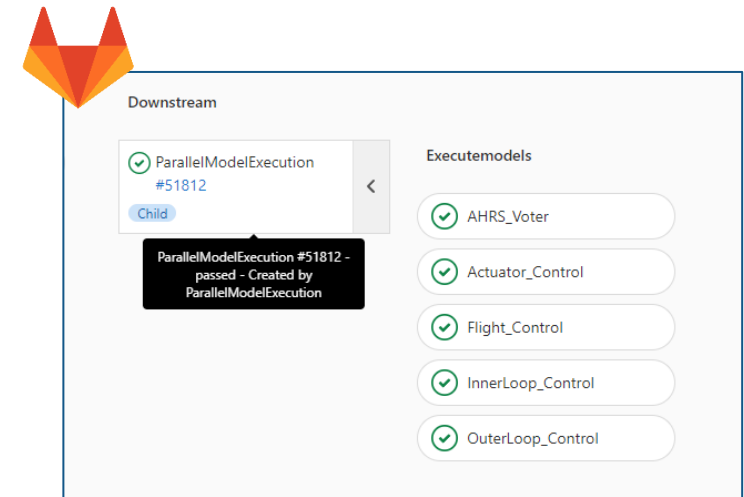 Downstream
ParallelModelExecution
#51812
Child
ParallelModelExecution #51812 -
passed - Created by
ParallelModelExecution
Executemodels
AHRS_Voter
Actuator_Control
Flight_Control
InnerLoop_Control
OuterLoop_Control